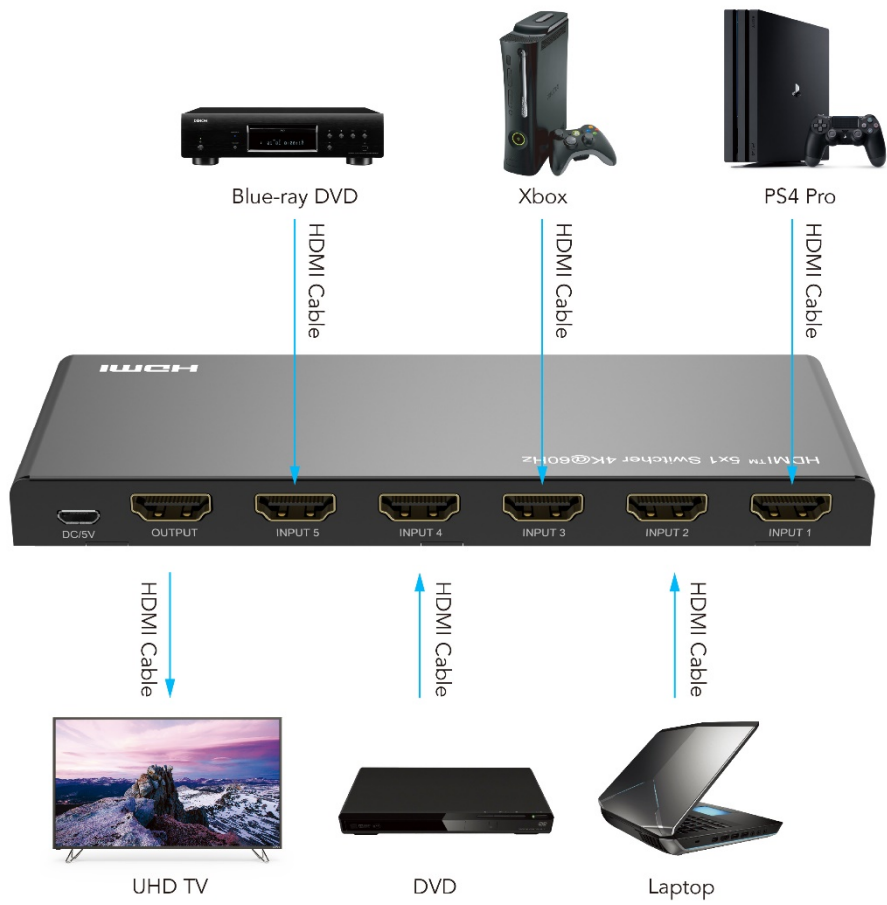 DENON
Blue-ray DVD
Xbox
PS4 Pro
HDMI Cable
HDMI Cable
HDMI Cable
HDMI
HDMI™ 5x1 Switcher 4K@60Hz
DC/5V
OUTPUT
INPUT 5
INPUT 4
INPUT 3
INPUT 2
INPUT 1
HDMI Cable
HDMI Cable
HDMI Cable
UHD TV
DVD
Laptop